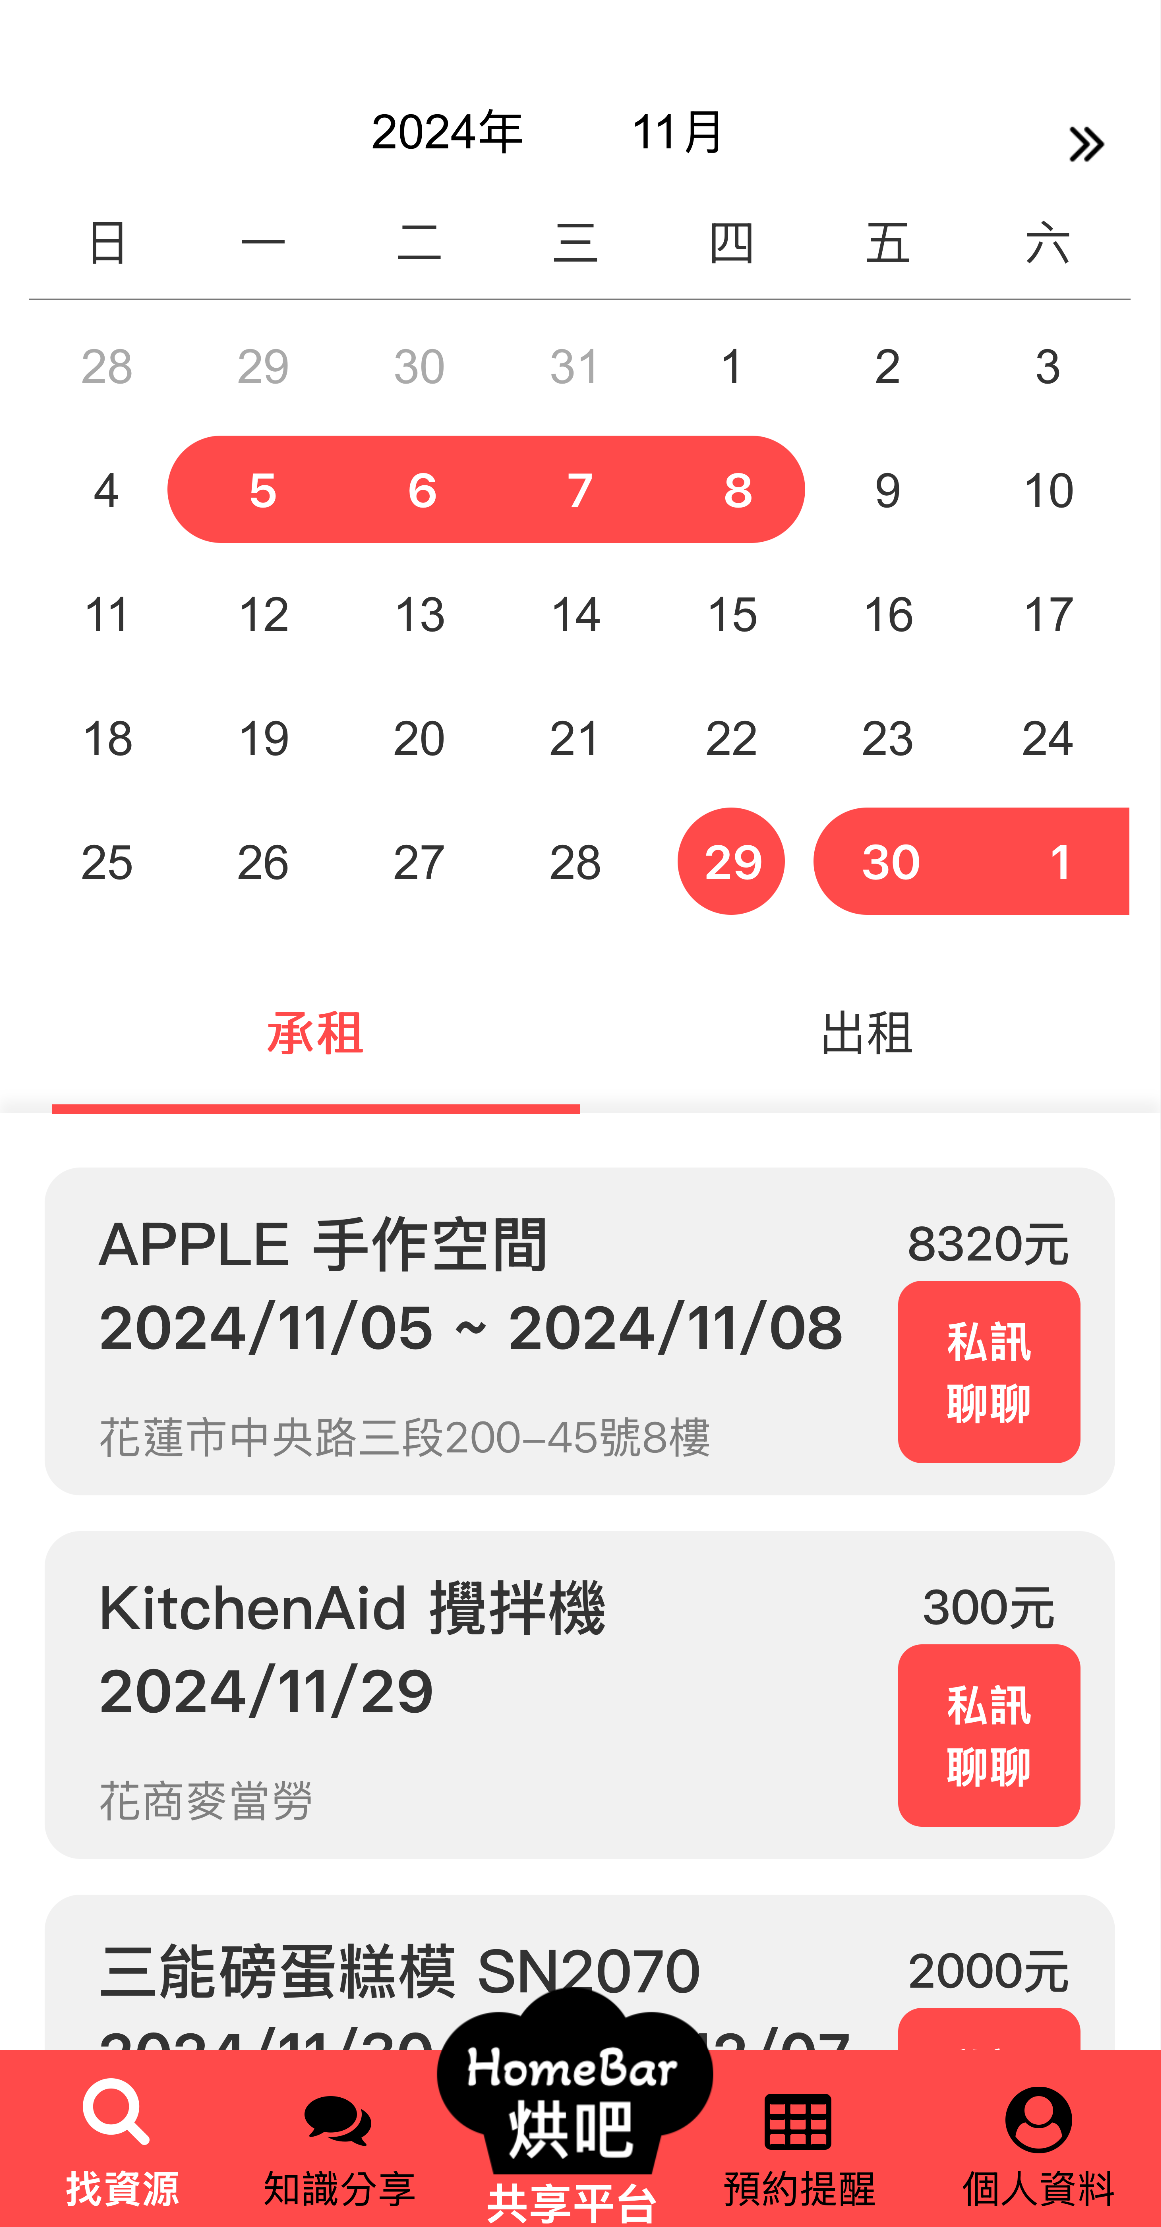 2024年 11月
日 一 二 三 四 五 六
28 29 30 31 1 2 3
4 5 6 7 8 9 10
11 12 13 14 15 16 17
18 19 20 21 22 23 24
25 26 27 28 29 30 1
承租 出租
APPLE 手作空間 8320元
2024/11/05 ~ 2024/11/08
私訊
聊聊
花蓮市中央路三段200-45號8樓
KitchenAid 攪拌機 300元
2024/11/29
私訊
聊聊
花商麥當勞
三能磅蛋糕模 SN2070 2000元
HomeBar
烘吧
找資源 知識分享 共享平台 預約提醒 個人資料